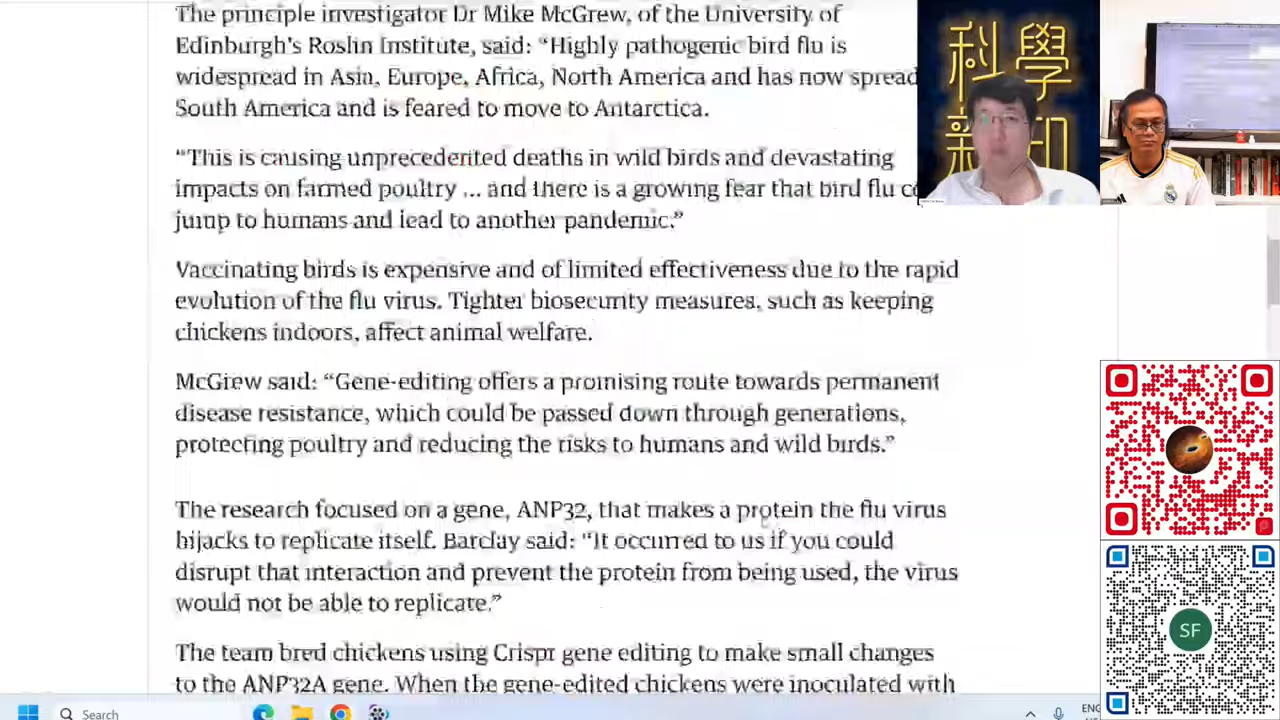 The principle investigator Dr Mike McGrew, of the University of
Edinburgh's Roslin Institute, said: “Highly pathogenic bird flu is
widespread in Asia, Europe, Africa, North America and has now spread
South America and is feared to move to Antarctica.
“This is causing unprecedented deaths in wild birds and devastating
impacts on farmed poultry ... and there is a growing fear that bird flu
jump to humans and lead to another pandemic.”
Vaccinating birds is expensive and of limited effectiveness due to the rapid
evolution of the flu virus. Tighter biosecurity measures, such as keeping
chickens indoors, affect animal welfare.
McGrew said: “Gene-editing offers a promising route towards permanent
disease resistance, which could be passed down through generations,
protecting poultry and reducing the risks to humans and wild birds.”
The research focused on a gene, ANP32, that makes a protein the flu virus
hijacks to replicate itself. Barclay said: “It occurred to us if you could
disrupt that interaction and prevent the protein from being used, the virus
would not be able to replicate.”
The team bred chickens using Crispr gene editing to make small changes
to the ANP32A gene. When the gene-edited chickens were inoculated with
科學
新知
SF
Search
ENG